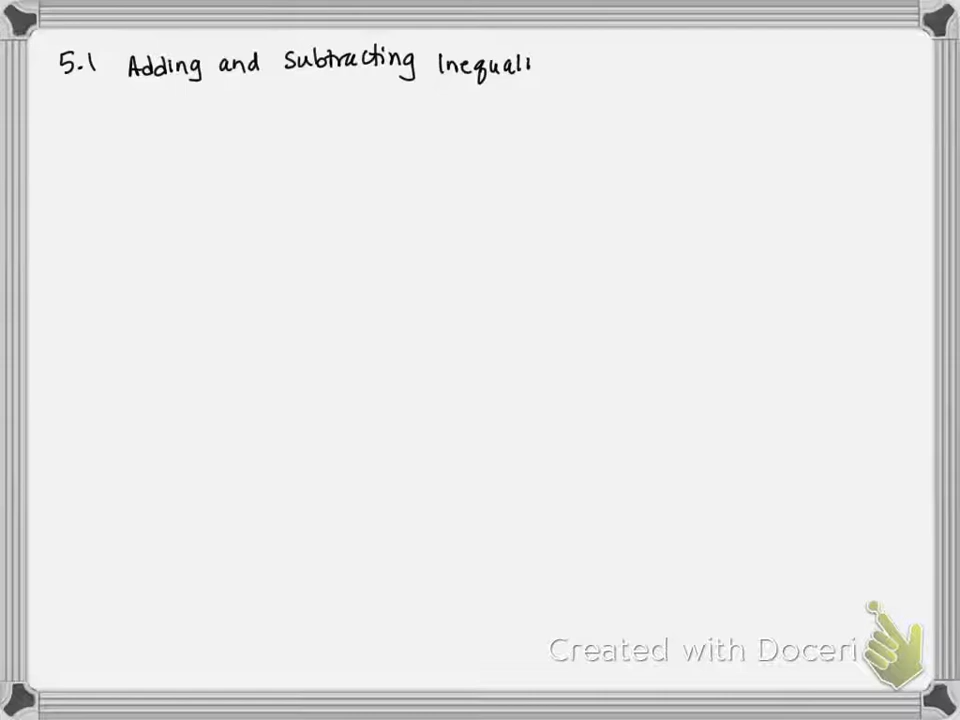 5.1 Adding and Subtracting Inequali
Created with Doceri